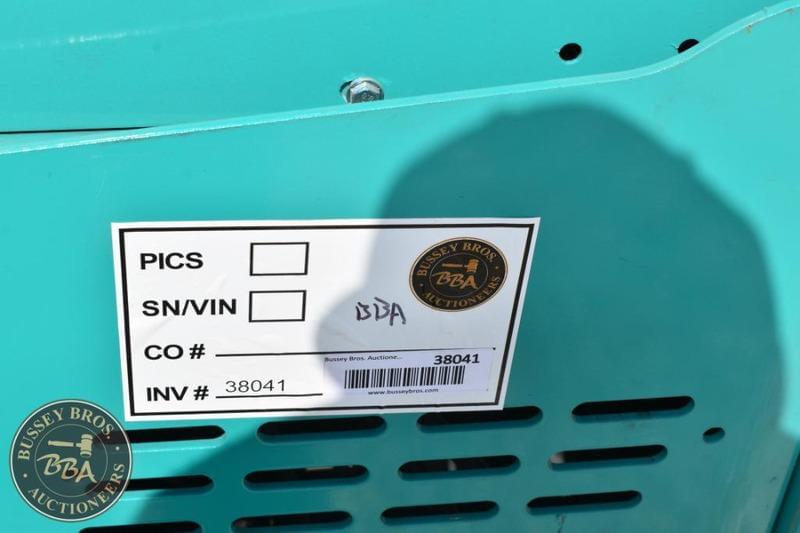 PICS
BUSSEY BROS.
BBA
AUCTIONEERS
SN/VIN
BBA
CO #
Bussey Bros. Auctione...
38041
INV # 38041
www.busseybros.com
BUSSEY BROS.
BBA
AUCTIONEERS